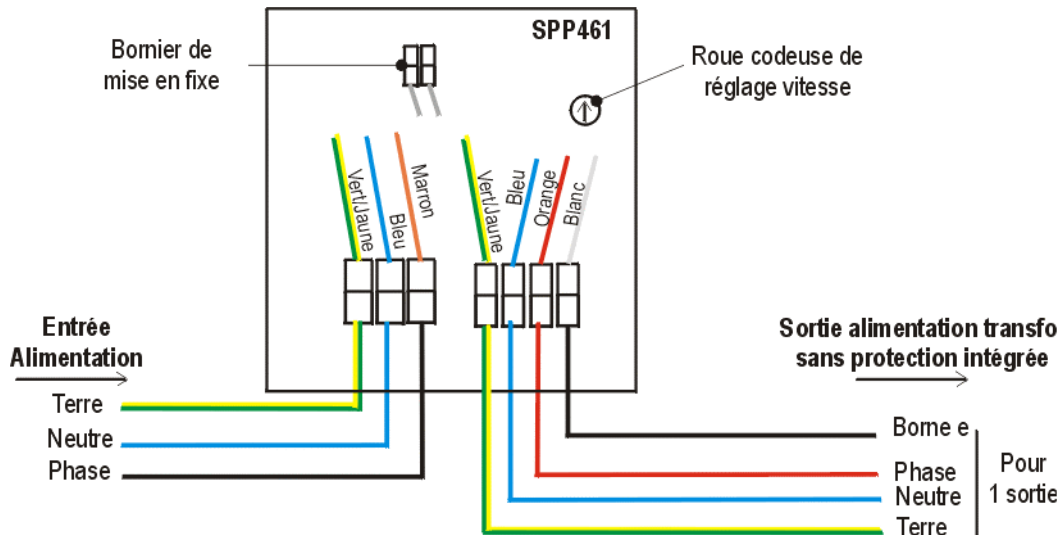 SPP461
Bornier de
mise en fixe
Roue codeuse de
réglage vitesse
Vert/Jaune
Bleu
Marron
Vert/Jaune
Bleu
Orange
Blanc
Entrée
Alimentation
Terre
Neutre
Phase
Sortie alimentation transfo
sans protection intégrée
Borne e
Phase
Neutre
Terre
Pour
1 sortie